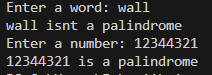 Enter a word: wall
wall isnt a palindrome
Enter a number: 12344321
12344321 is a palindrome